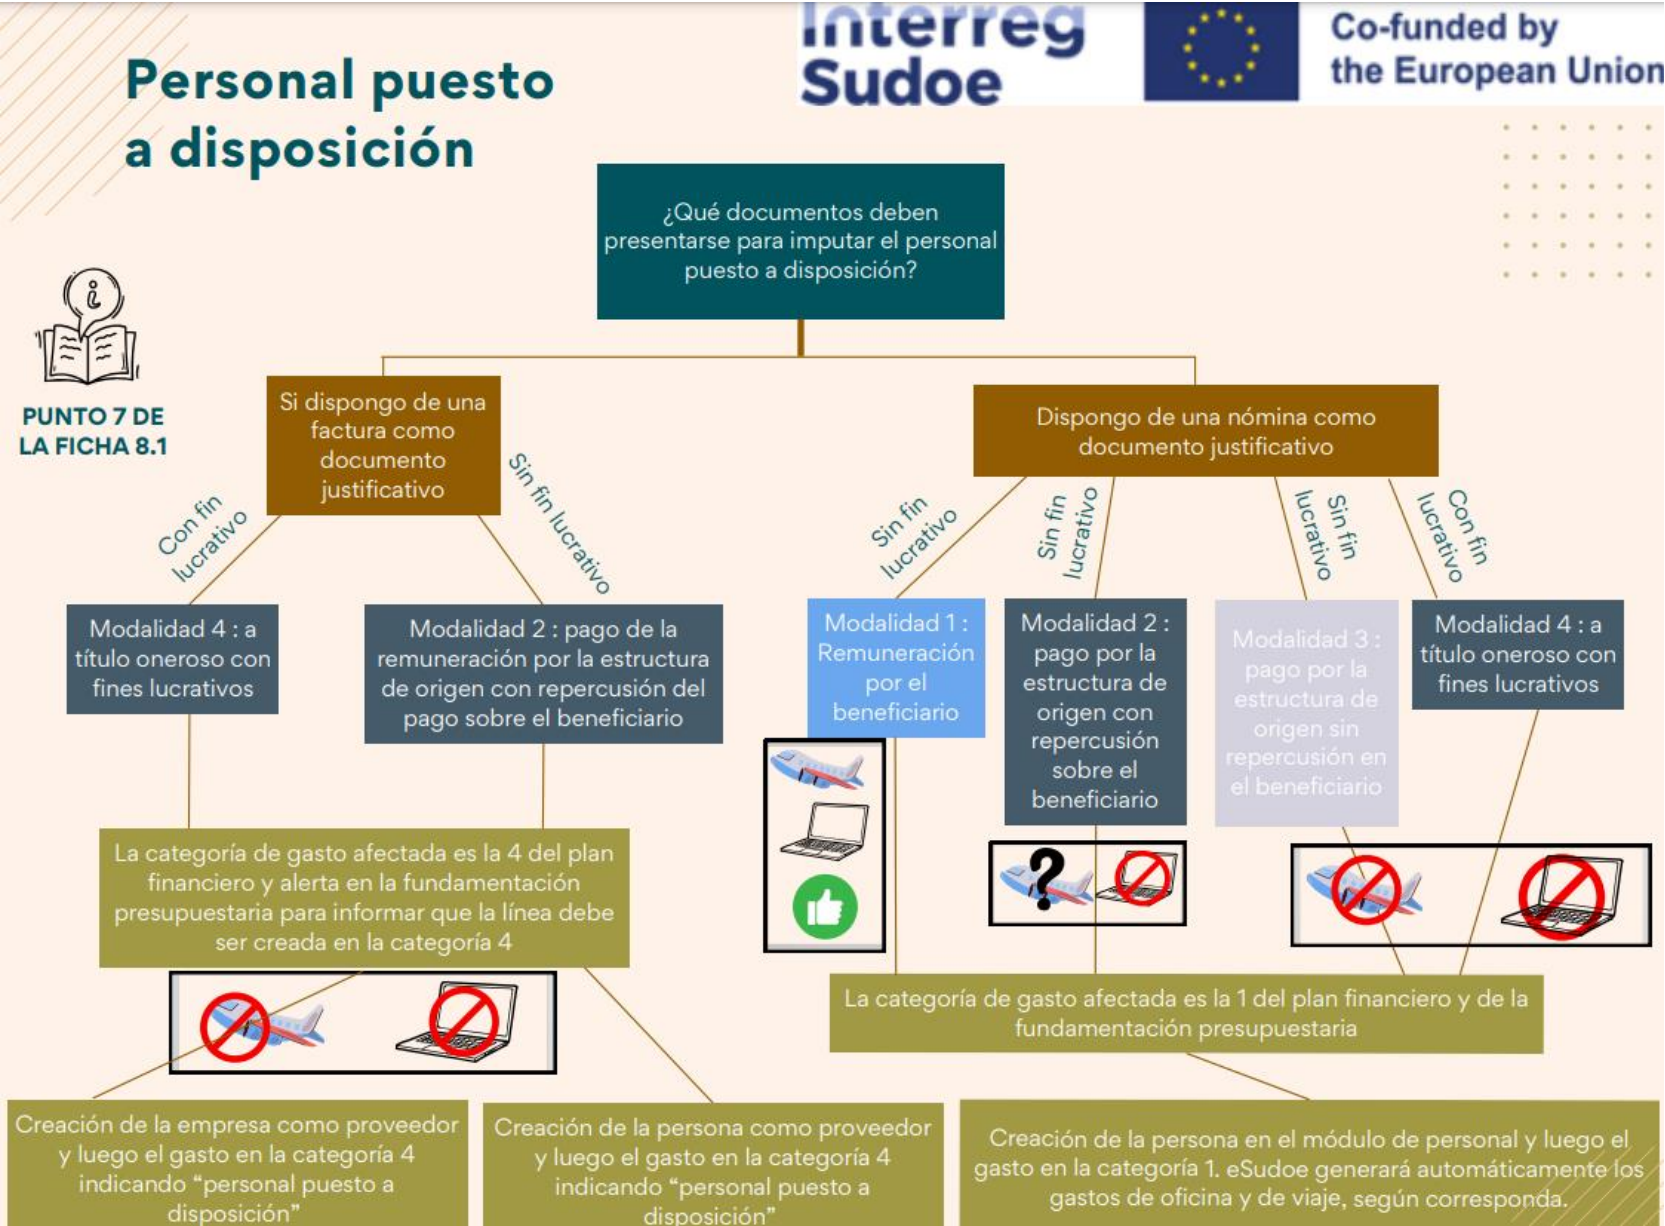 Personal puesto
a disposición
Interreg
Sudoe
Co-funded by
the European Union
¿Qué documentos deben
presentarse para imputar el personal
puesto a disposición?
PUNTO 7 DE
LA FICHA 8.1
Si dispongo de una
factura como
documento
justificativo
Dispongo de una nómina como
documento justificativo
Con fin
lucrativo
Sin fin lucrativo
Sin fin
lucrativo
Sin fin
lucrativo
Sin fin
lucrativo
Con fin
lucrativo
Modalidad 4 : a
título oneroso con
fines lucrativos
Modalidad 2 : pago de la
remuneración por la estructura
de origen con repercusión del
pago sobre el beneficiario
Modalidad 1 :
Remuneración
por el
beneficiario
Modalidad 2 :
pago por la
estructura de
origen con
repercusión
sobre el
beneficiario
Modalidad 3 :
pago por la
estructura de
origen sin
repercusión en
el beneficiario
Modalidad 4 : a
título oneroso con
fines lucrativos
La categoría de gasto afectada es la 4 del plan
financiero y alerta en la fundamentación
presupuestaria para informar que la línea debe
ser creada en la categoría 4
?
La categoría de gasto afectada es la 1 del plan financiero y de la
fundamentación presupuestaria
Creación de la empresa como proveedor
y luego el gasto en la categoría 4
indicando “personal puesto a
disposición”
Creación de la persona como proveedor
y luego el gasto en la categoría 4
indicando “personal puesto a
disposición”
Creación de la persona en el módulo de personal y luego el
gasto en la categoría 1. eSudoe generará automáticamente los
gastos de oficina y de viaje, según corresponda.